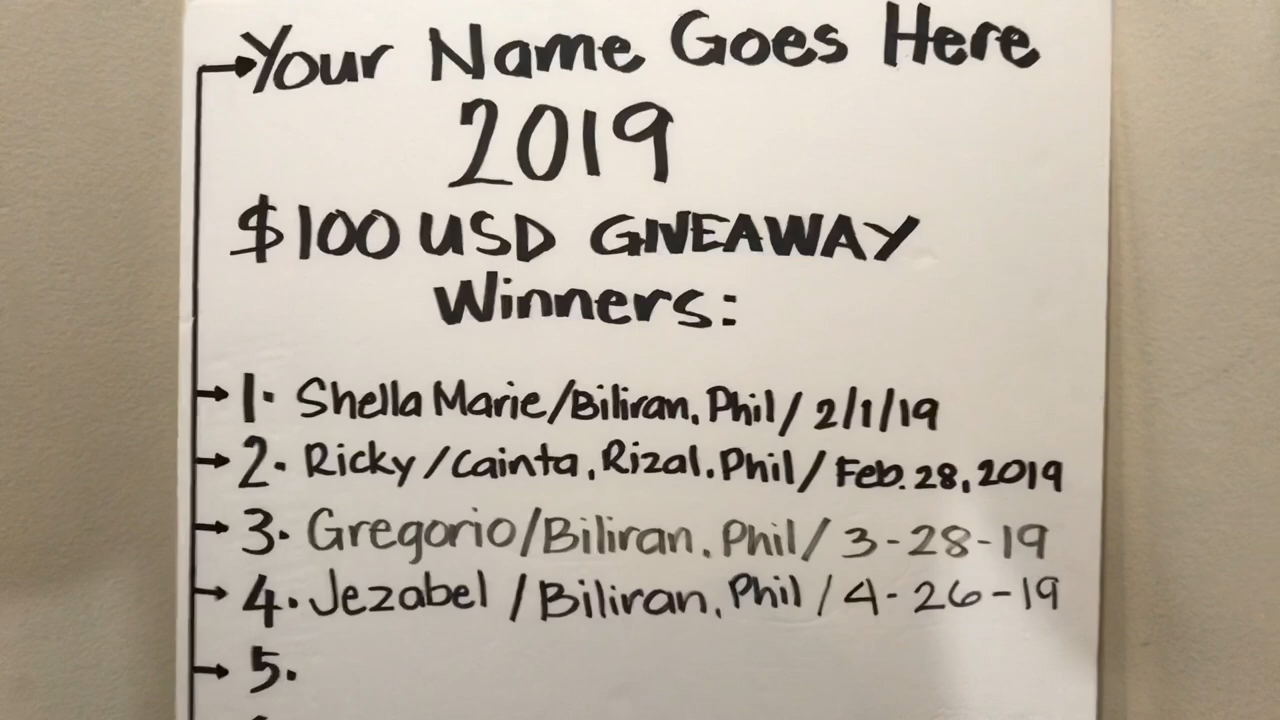 Your Name Goes Here
2019
$100 USD GIVEAWAY
Winners:
1. Shella Marie/Biliran, Phil/ 2/1/19
2. Ricky/Cainta, Rizal, Phil/ Feb. 28, 2019
3. Gregorio/Biliran, Phil/ 3-28-19
4. Jezabel /Biliran, Phil / 4-26-19
5.